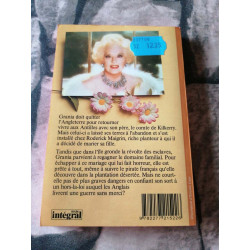 Grania doit quitter
l'Angleterre pour retourner
vivre aux Antilles avec son père, le comte de Kilkerry.
Mais celui-ci a laissé ses terres à l'abandon et s'est
installé chez Roderick Maigrin, riche planteur à qui il
a décidé de marier sa fille.
Tandis que dans l'île gronde la révolte des esclaves,
Grania parvient à regagner le domaine familial. Pour
échapper à ce mariage qui lui fait horreur, elle est
prête à tout, même à suivre le pirate français qu'elle
découvre dans la plantation désertée. Mais ne court-
elle pas de plus graves dangers en confiant son sort à
un hors-la-loi auquel les Anglais
livrent une guerre sans merci?
texte
intégral